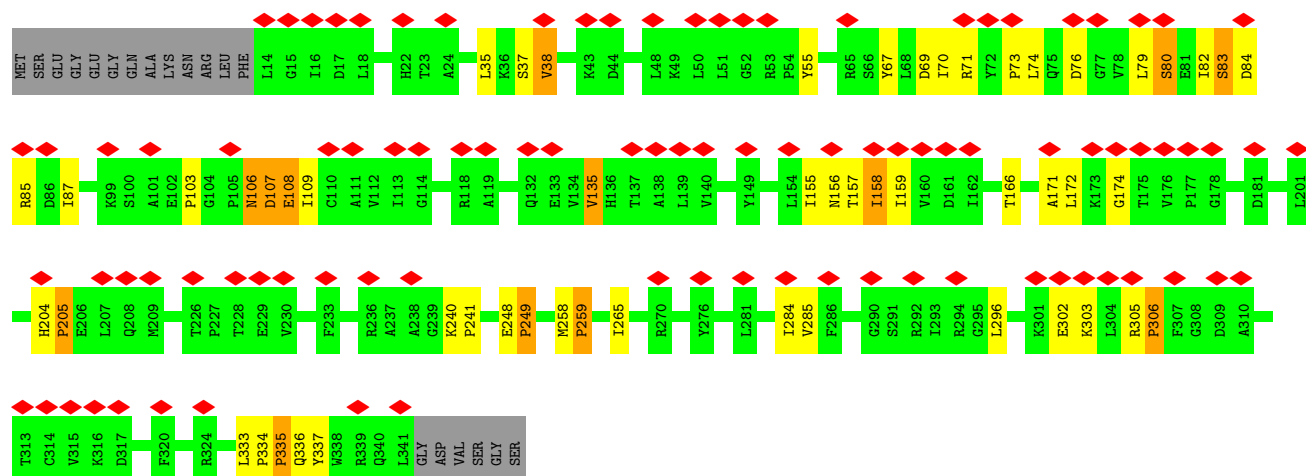 MET SER GLU GLY GLU GLY GLN ALA LYS ASN ARG LEU PHE L14 G15 I16 D17 L18 H22 T23 A24 L35 K36 S37 V38 K43 D44 L48 K49 L50 L51 G52 R53 P54 Y55 R65 S66 Y67 L68 D69 I70 R71 Y72 P73 L74 Q75 D76 G77 V78 L79 S80 E81 I82 S83 D84
R85 D86 I87 K99 S100 A101 E102 P103 G104 P105 N106 D107 E108 I109 C110 A111 V112 I113 G114 R118 A119 Q132 E133 V134 V135 H136 T137 A138 L139 V140 Y149 L154 I155 N156 T157 H158 I159 V160 D161 I162 T166 A171 L172 K173 G174 T175 V176 P177 G178 D181 L201
H204 P205 E206 L207 Q208 M209 T226 P227 T228 E229 V230 F233 R236 A237 A238 G239 K240 P241 E248 P249 M258 P259 I265 R270 Y276 L281 I284 V285 F286 G290 S291 R292 I293 R294 G295 L296 K301 E302 K303 L304 R305 P306 F307 G308 D309 A310
T313 C314 V315 K316 D317 F320 R324 L333 P334 P335 Q336 Y337 W338 R339 Q340 L341 GLY ASP VAL SER GLY SER